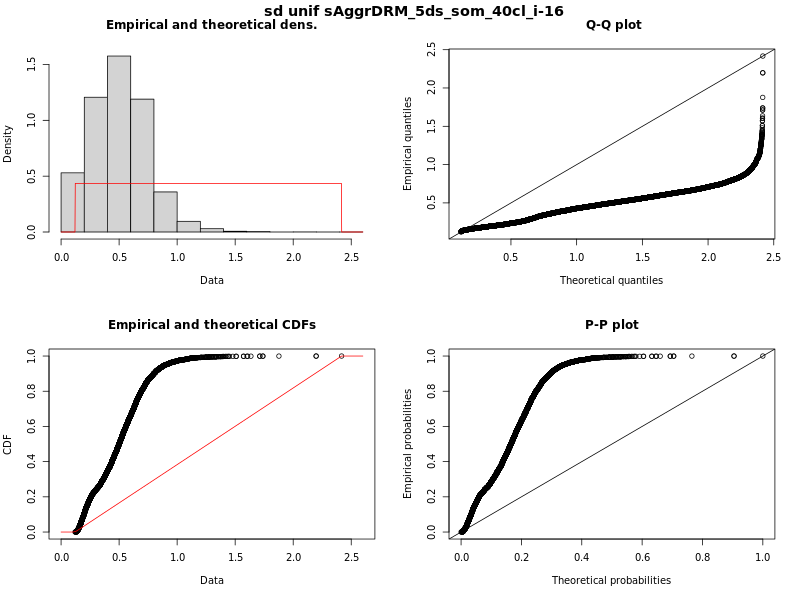 sd unif sAggrDRM_5ds_som_40cl_i-16
Empirical and theoretical dens.
Density
0.0 0.5 1.0 1.5
0.0 0.5 1.0 1.5 2.0 2.5
Data
Q-Q plot
Empirical quantiles
0.5 1.0 1.5 2.0 2.5
0.5 1.0 1.5 2.0 2.5
Theoretical quantiles
Empirical and theoretical CDFs
CDF
0.0 0.2 0.4 0.6 0.8 1.0
0.0 0.5 1.0 1.5 2.0 2.5
Data
P-P plot
Empirical probabilities
0.0 0.2 0.4 0.6 0.8 1.0
0.0 0.2 0.4 0.6 0.8 1.0
Theoretical probabilities